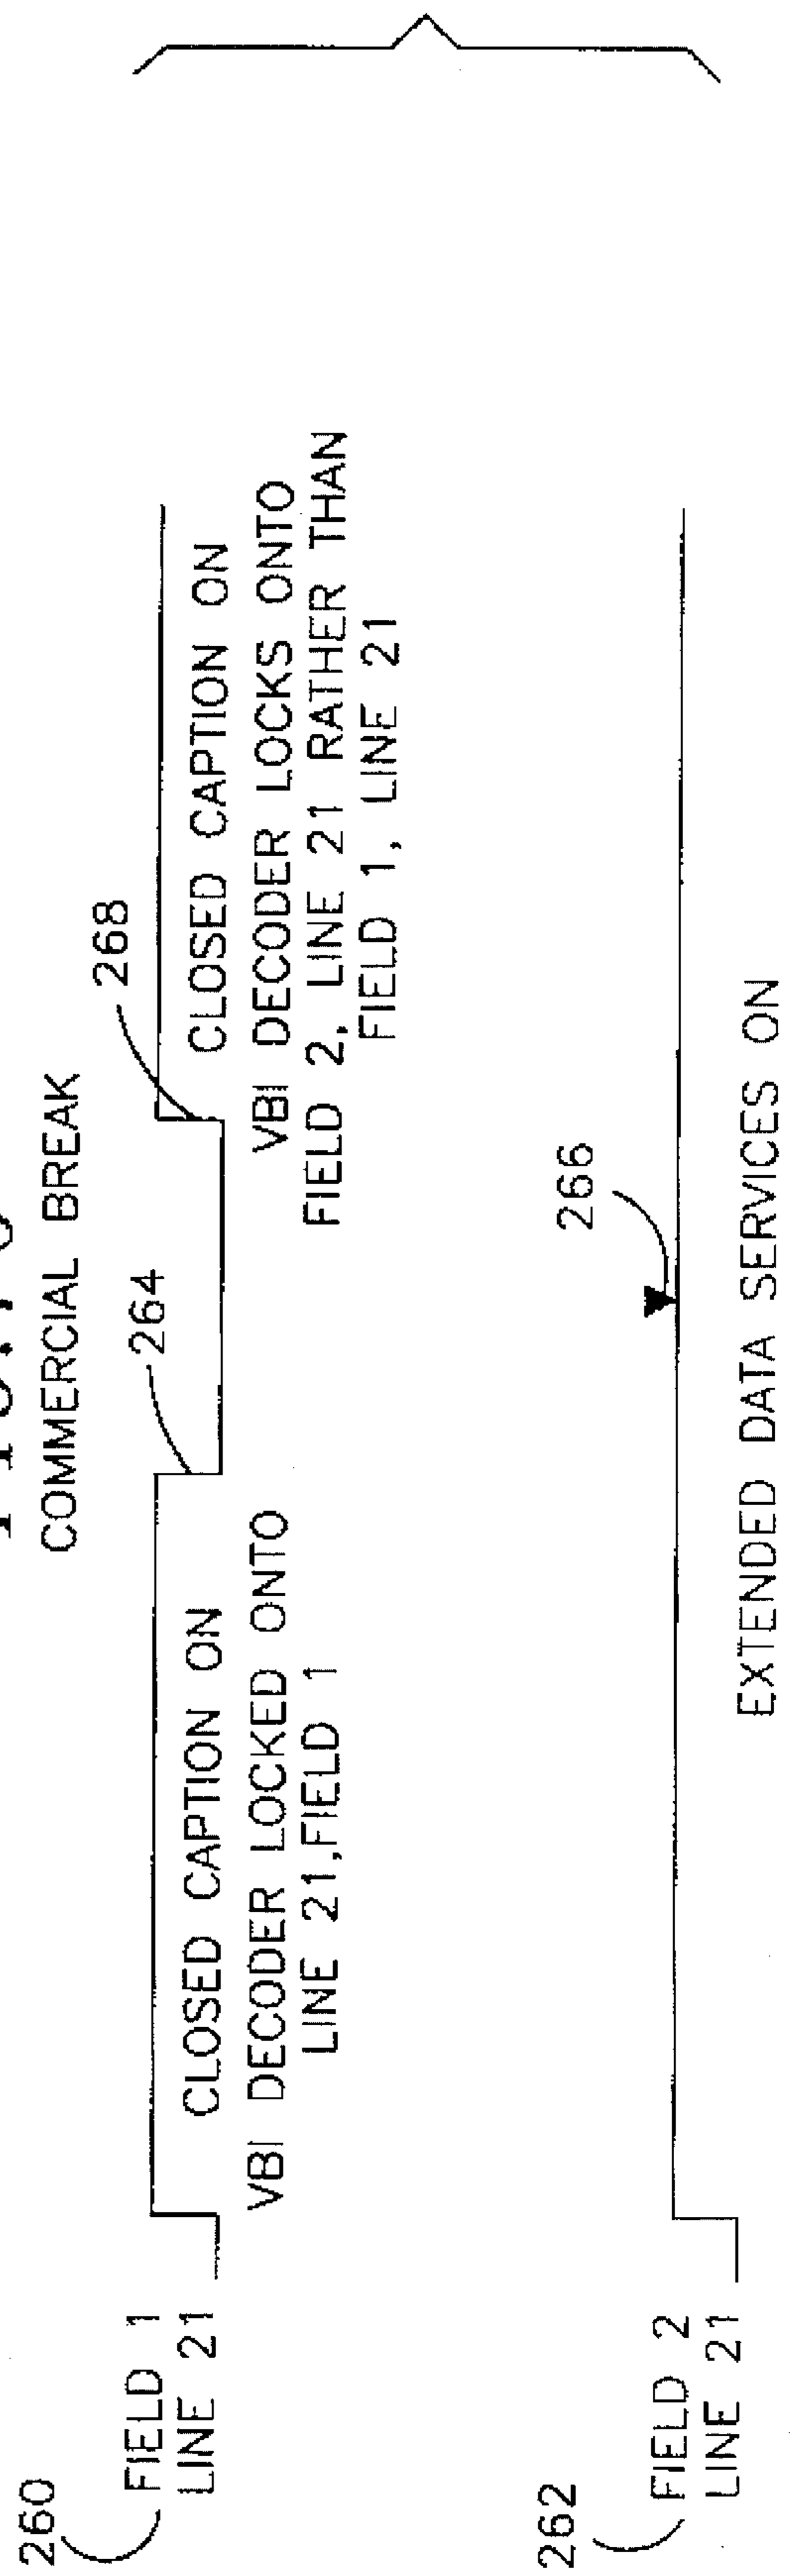 COMMERCIAL BREAK
260
FIELD 1
LINE 21
264
268
CLOSED CAPTION ON
VBI DECODER LOCKED ONTO
LINE 21,FIELD 1
CLOSED CAPTION ON
VBI DECODER LOCKS ONTO
FIELD 2, LINE 21 RATHER THAN
FIELD 1, LINE 21
262
FIELD 2
LINE 21
266
EXTENDED DATA SERVICES ON